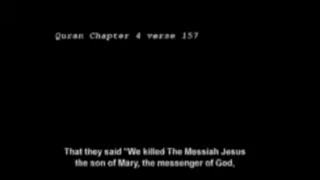 Quran Chapter 4 verse 157
That they said "We killed The Messiah Jesus
the son of Mary, the messenger of God,